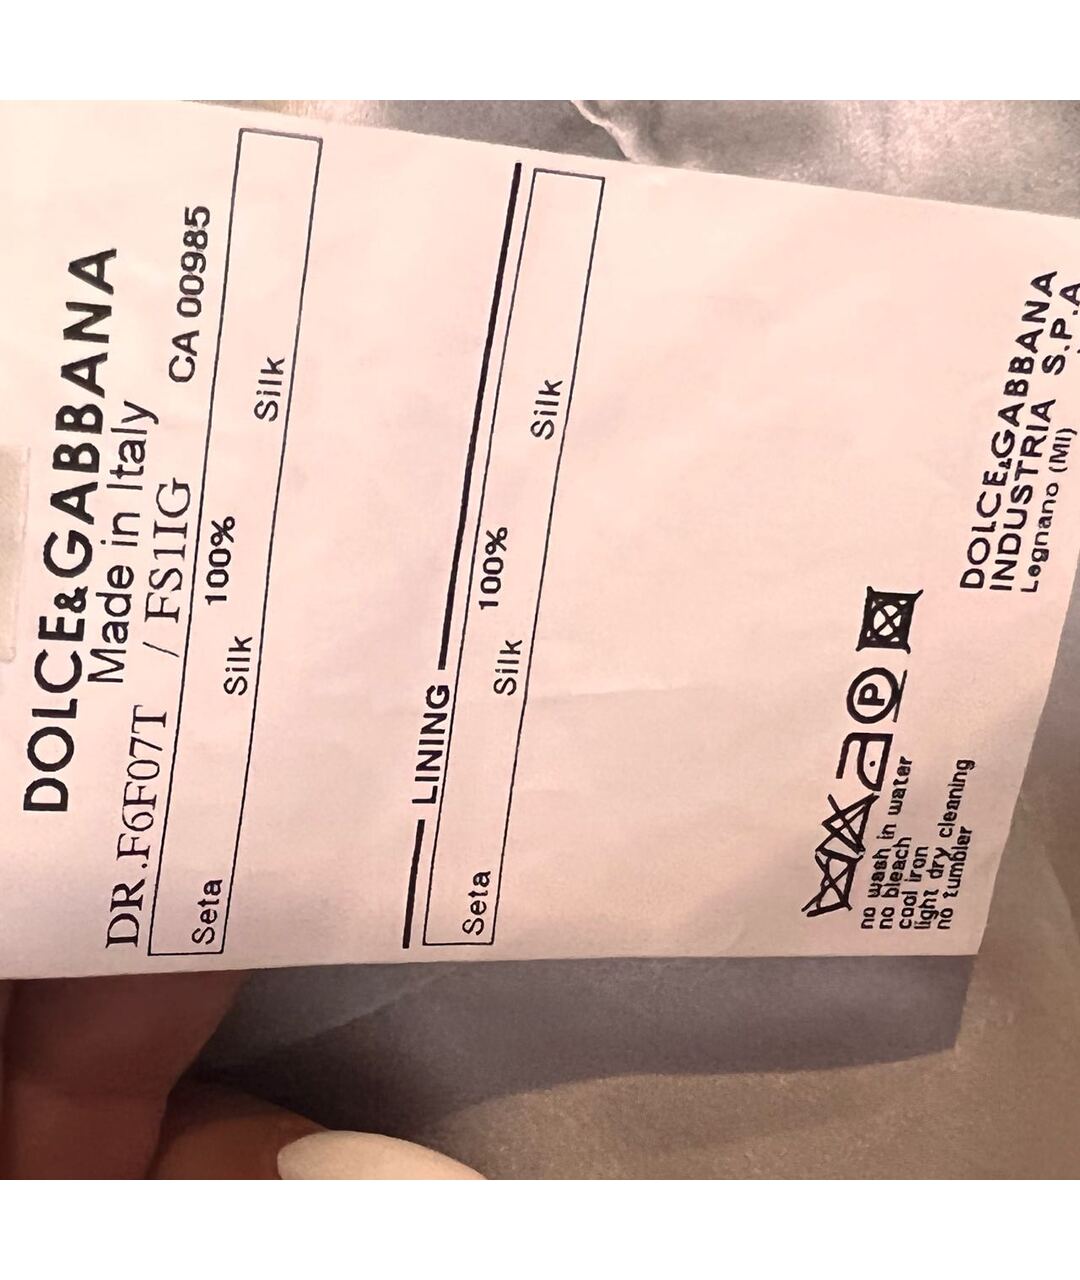 DOLCE&GABBANA
Made in Italy
DR.F6F07T / FS1IG CA 00985
Seta 100%
Silk Silk
LINING
Seta 100%
Silk Silk
P
no wash in water
no bleach
cool iron
light dry cleaning
no tumbler
DOLCE&GABBANA
INDUSTRIA S.P.A
Legnano (MI)